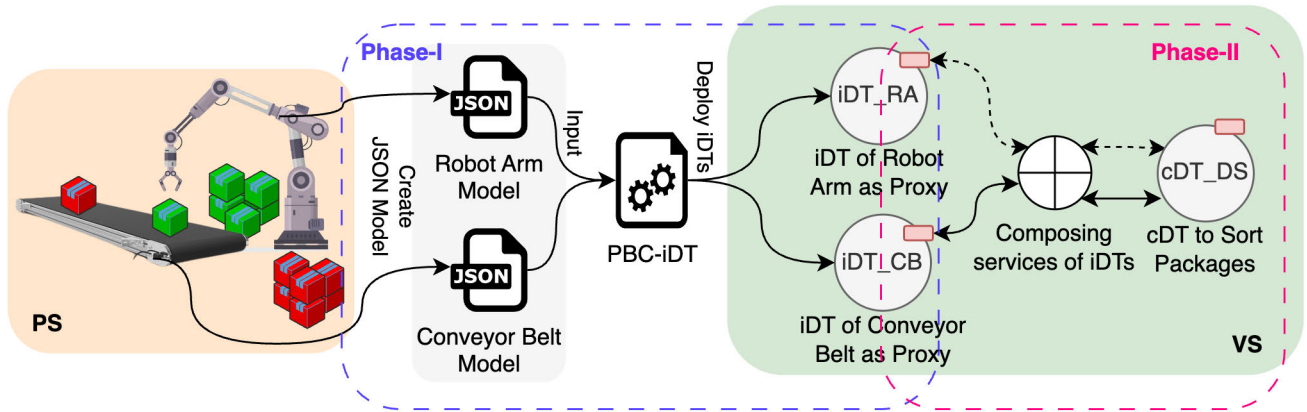 Phase-I
Phase-II
PS
Create
JSON Model
JSON
Robot Arm
Model
JSON
Conveyor Belt
Model
Input
PBC-iDT
Deploy iDTs
iDT_RA
iDT of Robot
Arm as Proxy
iDT_CB
iDT of Conveyor
Belt as Proxy
Composing
services of iDTs
cDT_DS
cDT to Sort
Packages
VS